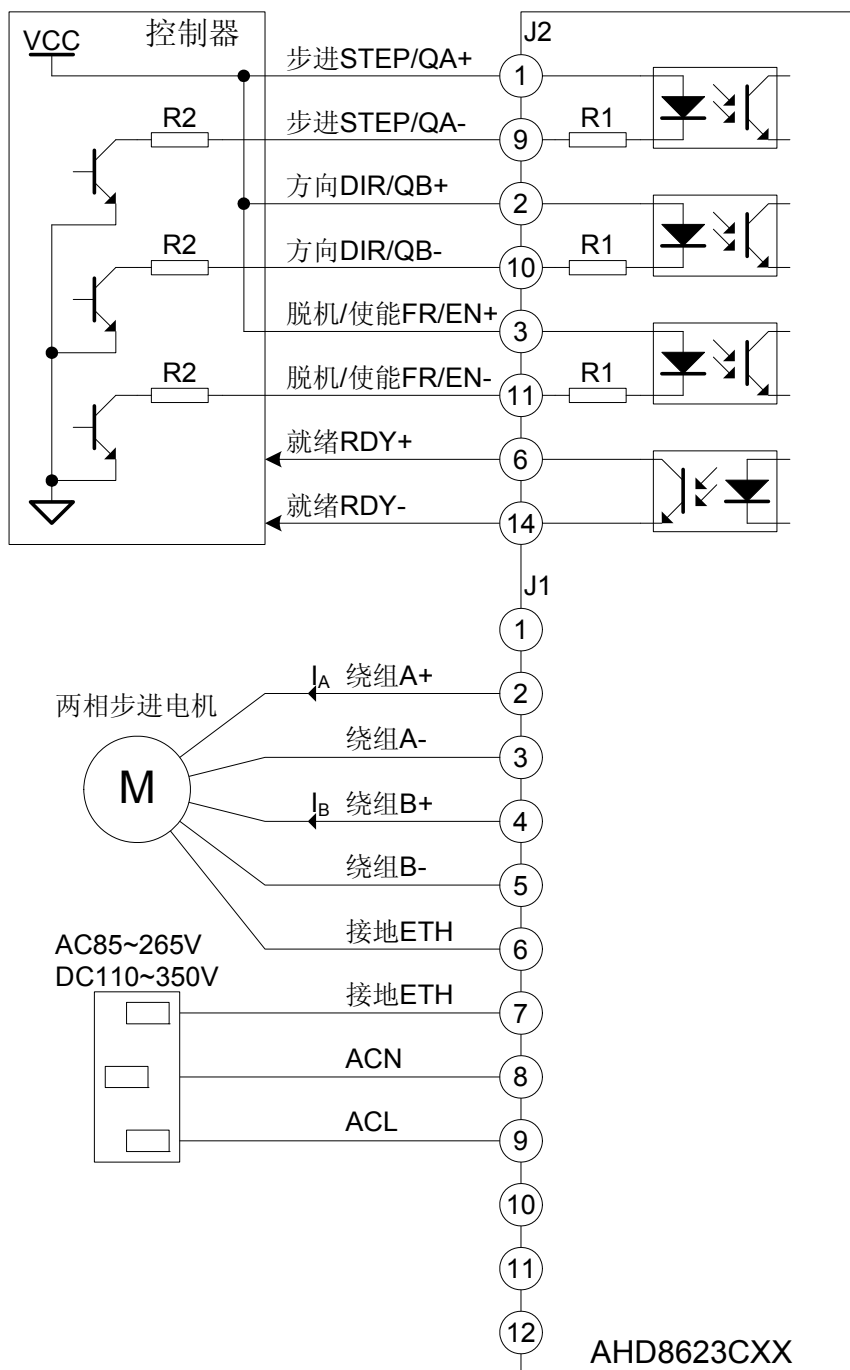 VCC
控制器
J2
步进STEP/QA+
1
R2
步进STEP/QA-
9
R1
方向DIR/QB+
2
R2
方向DIR/QB-
10
R1
脱机/使能FR/EN+
3
R2
脱机/使能FR/EN-
11
R1
就绪RDY+
6
就绪RDY-
14
J1
1
IA 绕组A+
2
两相步进电机
绕组A-
3
M
IB 绕组B+
4
绕组B-
5
接地ETH
6
AC85~265V
DC110~350V
接地ETH
7
ACN
8
ACL
9
10
11
12
AHD8623CXX